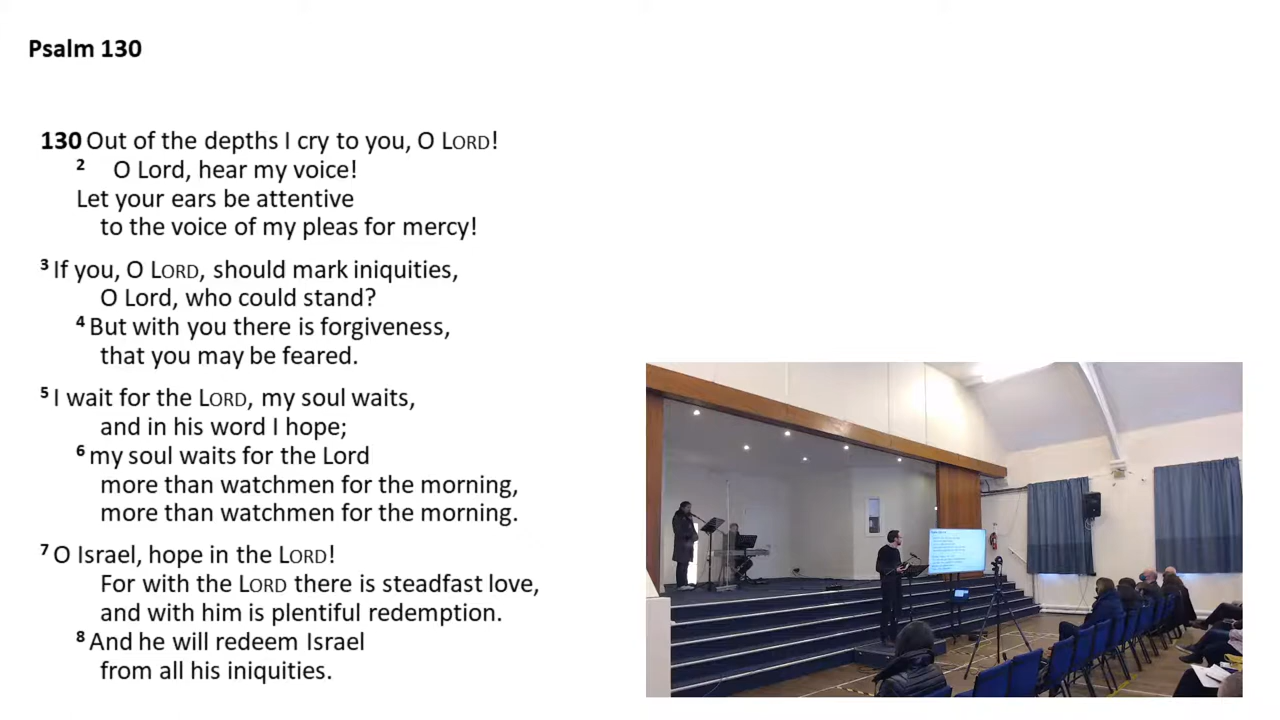 Psalm 130
130 Out of the depths I cry to you, O LORD!
2 O Lord, hear my voice!
Let your ears be attentive
to the voice of my pleas for mercy!
3 If you, O LORD, should mark iniquities,
O Lord, who could stand?
4 But with you there is forgiveness,
that you may be feared.
5 I wait for the LORD, my soul waits,
and in his word I hope;
6 my soul waits for the Lord
more than watchmen for the morning,
more than watchmen for the morning.
7 O Israel, hope in the LORD!
For with the LORD there is steadfast love,
and with him is plentiful redemption.
8 And he will redeem Israel
from all his iniquities.